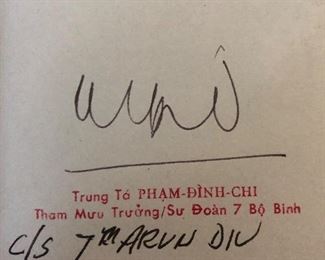 Trung Tá PHẠM-ĐÌNH-CHI
Tham Mưu Trưởng/Sư Đoàn 7 Bộ Binh
C/S 7TH ARVN DIV